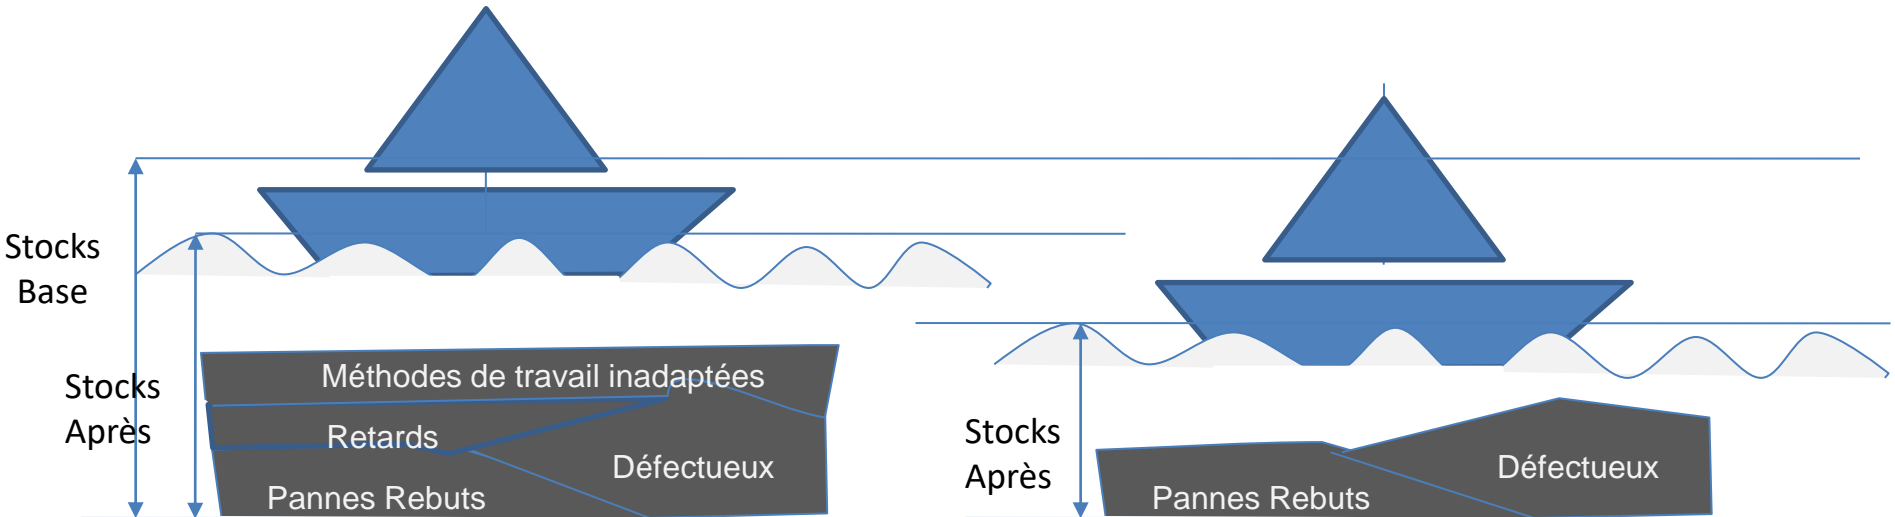 Stocks
Base
Stocks
Après
Méthodes de travail inadaptées
Retards
Défectueux
Pannes Rebuts
Stocks
Après
Défectueux
Pannes Rebuts